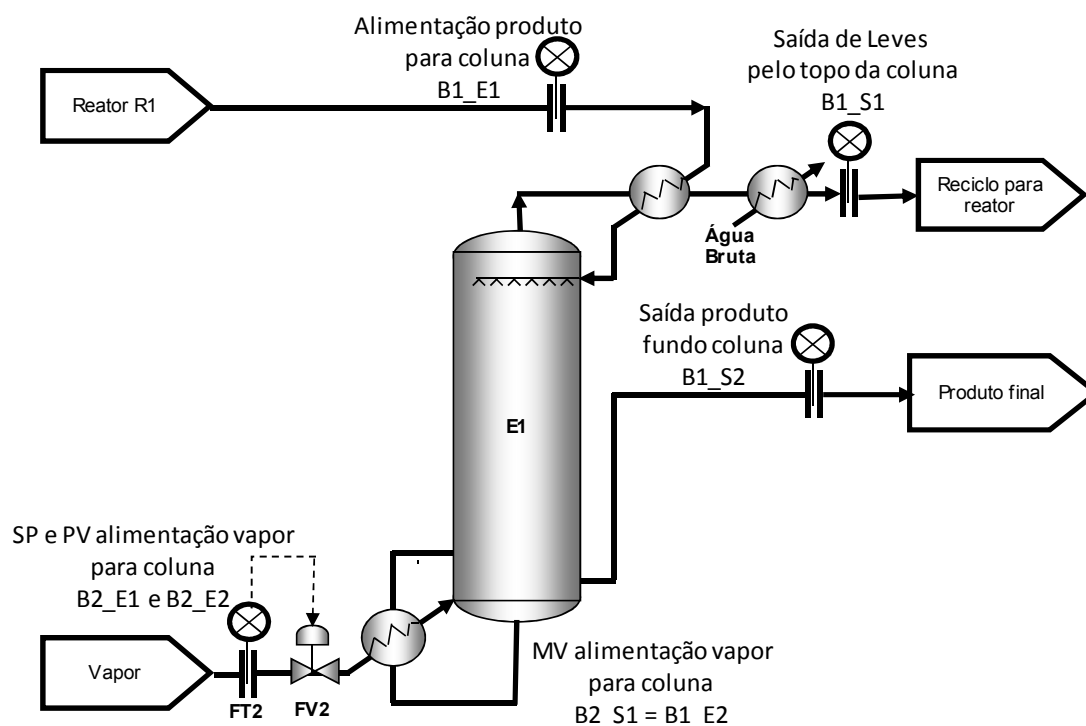 Alimentação produto
para coluna
B1_E1
Saída de Leves
pelo topo da coluna
B1_S1
Reator R1
Reciclo para
reator
Água
Bruta
Saída produto
fundo coluna
B1_S2
Produto final
E1
SP e PV alimentação vapor
para coluna
B2_E1 e B2_E2
Vapor
FT2
FV2
MV alimentação vapor
para coluna
B2_S1 = B1_E2